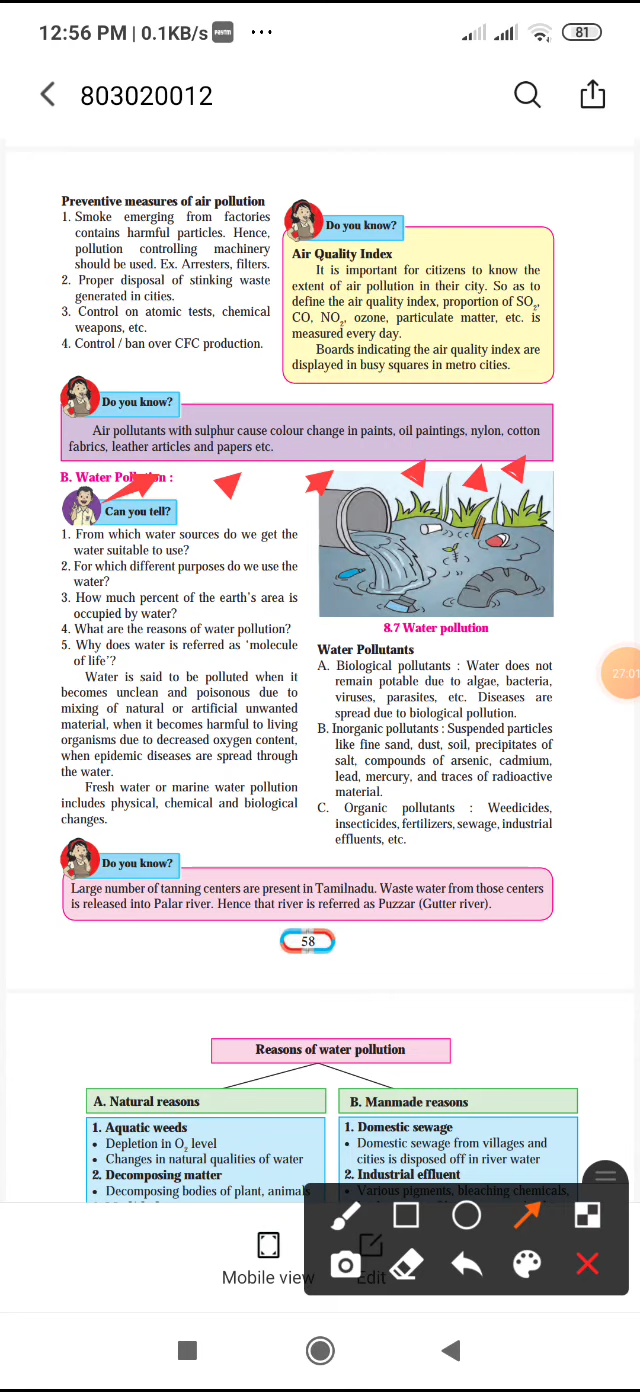 12:56 PM | 0.1KB/s
81
803020012
Preventive measures of air pollution
1. Smoke emerging from factories
contains harmful particles. Hence,
pollution controlling machinery
should be used. Ex. Arresters, filters.
2. Proper disposal of stinking waste
generated in cities.
3. Control on atomic tests, chemical
weapons, etc.
4. Control / ban over CFC production.
Do you know?
Air Quality Index
It is important for citizens to know the
extent of air pollution in their city. So as to
define the air quality index, proportion of SO₂,
CO, NO₂, ozone, particulate matter, etc. is
measured every day.
Boards indicating the air quality index are
displayed in busy squares in metro cities.
Do you know?
Air pollutants with sulphur cause colour change in paints, oil paintings, nylon, cotton
fabrics, leather articles and papers etc.
B. Water Pollution :
Can you tell?
1. From which water sources do we get the
water suitable to use?
2. For which different purposes do we use the
water?
3. How much percent of the earth's area is
occupied by water?
4. What are the reasons of water pollution?
5. Why does water is referred as 'molecule
of life'?
Water is said to be polluted when it
becomes unclean and poisonous due to
mixing of natural or artificial unwanted
material, when it becomes harmful to living
organisms due to decreased oxygen content,
when epidemic diseases are spread through
the water.
Fresh water or marine water pollution
includes physical, chemical and biological
changes.
8.7 Water pollution
Water Pollutants
A. Biological pollutants : Water does not
remain potable due to algae, bacteria,
viruses, parasites, etc. Diseases are
spread due to biological pollution.
B. Inorganic pollutants : Suspended particles
like fine sand, dust, soil, precipitates of
salt, compounds of arsenic, cadmium,
lead, mercury, and traces of radioactive
material.
C. Organic pollutants : Weedicides,
insecticides, fertilizers, sewage, industrial
effluents, etc.
27:01
Do you know?
Large number of tanning centers are present in Tamilnadu. Waste water from those centers
is released into Palar river. Hence that river is referred as Puzzar (Gutter river).
58
Reasons of water pollution
A. Natural reasons
1. Aquatic weeds
• Depletion in O₂ level
• Changes in natural qualities of water
2. Decomposing matter
• Decomposing bodies of plant, animals
B. Manmade reasons
1. Domestic sewage
• Domestic sewage from villages and
cities is disposed off in river water
2. Industrial effluent
• Various pigments, bleaching chemicals,
Mobile view
Edit